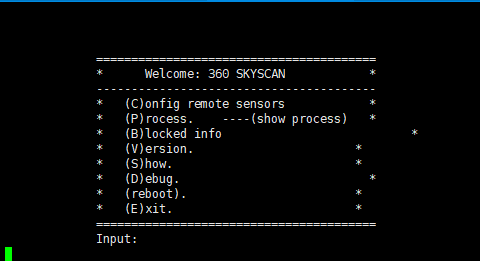 ========================================
*      Welcome: 360 SKYSCAN            *
----------------------------------------
*   (C)onfig remote sensors            *
*   (P)rocess.    ----(show process)   *
*   (B)locked info                           *
*   (V)ersion.                       *
*   (S)how.                          *
*   (D)ebug.                           *
*   (reboot).                        *
*   (E)xit.                          *
========================================
Input: